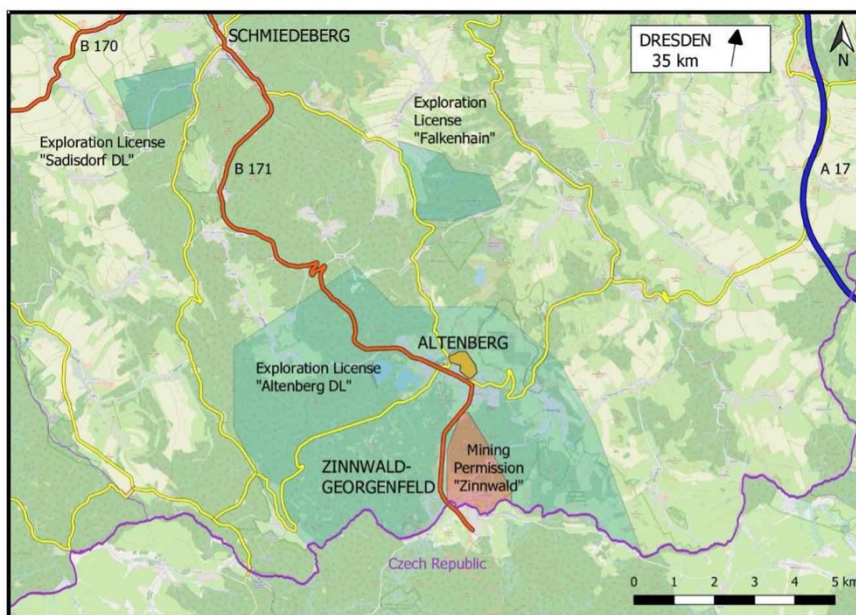 B 170
SCHMIEDEBERG
DRESDEN
35 km
N
Exploration License
"Sadisdorf DL"
Exploration
License
"Falkenhain"
B 171
A 17
ALTENBERG
Exploration License
"Altenberg DL"
ZINNWALD-
GEORGENFELD
Mining
Permission
"Zinnwald"
Czech Republic
0 1 2 3 4 5 km